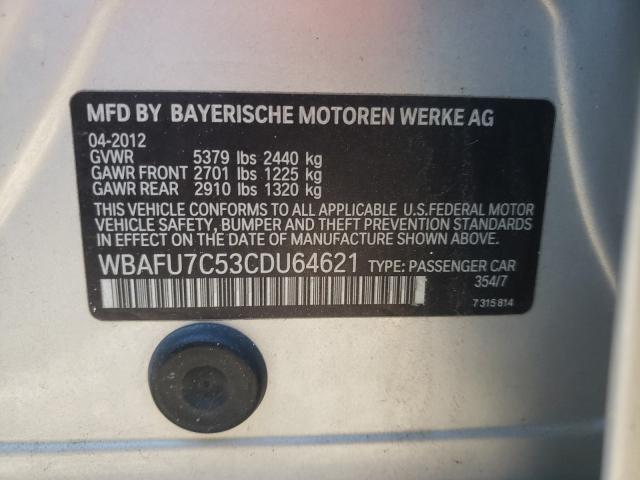 MFD BY BAYERISCHE MOTOREN WERKE AG
04-2012
GVWR 5379 lbs 2440 kg
GAWR FRONT 2701 lbs 1225 kg
GAWR REAR 2910 lbs 1320 kg
THIS VEHICLE CONFORMS TO ALL APPLICABLE U.S.FEDERAL MOTOR
VEHICLE SAFETY, BUMPER AND THEFT PREVENTION STANDARDS
IN EFFECT ON THE DATE OF MANUFACTURE SHOWN ABOVE.
WBAFU7C53CDU64621 TYPE: PASSENGER CAR
354/7
7 315 814